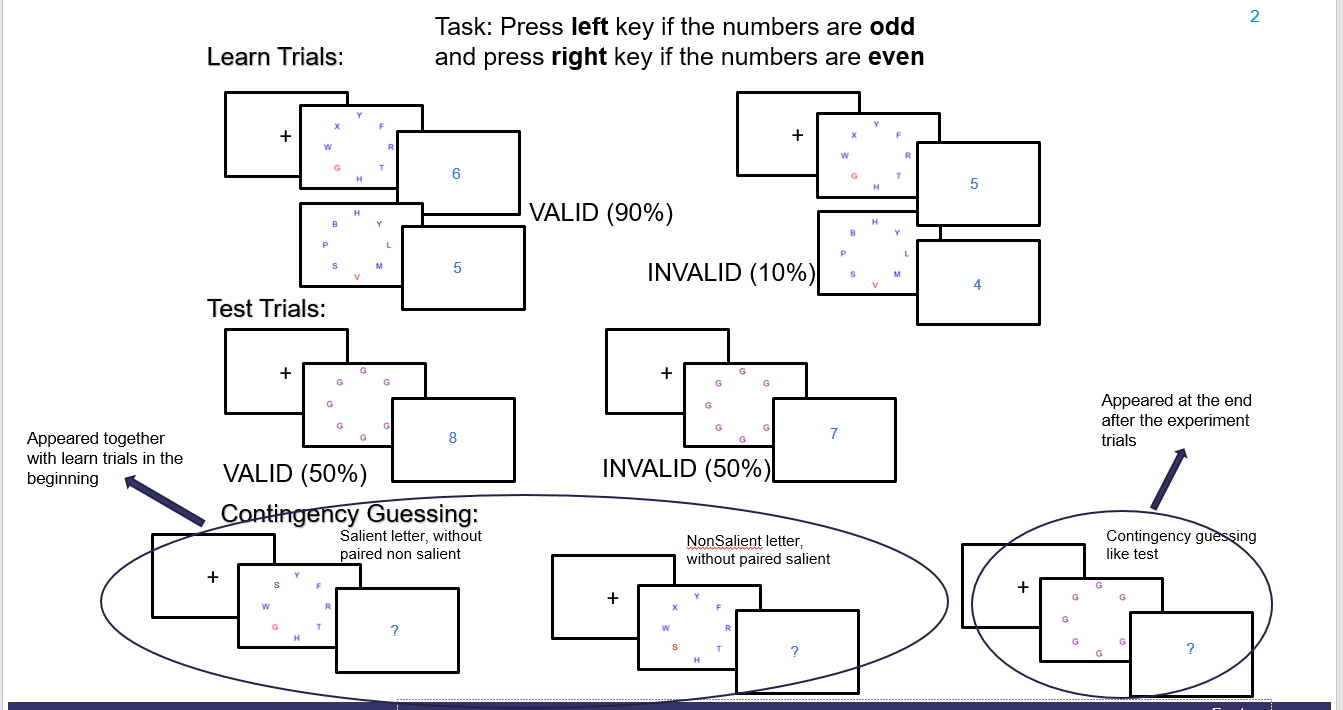 2
Task: Press left key if the numbers are odd
and press right key if the numbers are even
Learn Trials:
+
Y
X F
W R
G T
H
6
H
B Y
P L
S M
V
5
VALID (90%)
+
Y
X F
W R
G T
H
5
H
B Y
P L
S M
V
4
INVALID (10%)
Test Trials:
+
G
G G
G
G G
G
8
VALID (50%)
+
G
G G
G
G G
G
7
INVALID (50%)
Appeared together
with learn trials in the
beginning
Appeared at the end
after the experiment
trials
Contingency Guessing:
Salient letter, without
paired non salient
+
Y
S F
W R
G T
H
?
NonSalient letter,
without paired salient
+
Y
X F
W R
S T
H
?
Contingency guessing
like test
+
G
G G
G
G G
G
?